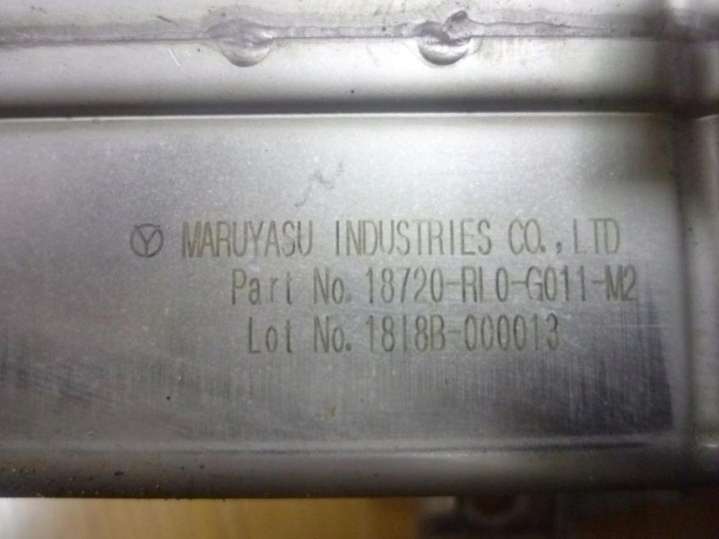 MARUYASU INDUSTRIES CO.,LTD
Part No. 18720-RL0-G011-M2
Lot No. 1818B-000013